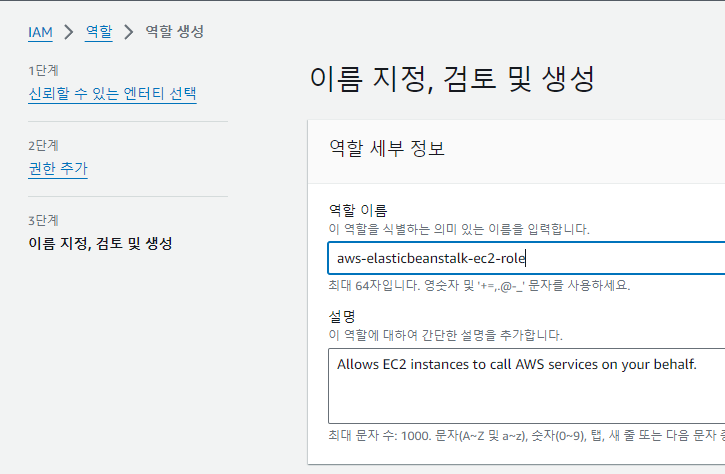 IAM > 역할 > 역할 생성
1단계
신뢰할 수 있는 엔터티 선택
2단계
권한 추가
3단계
이름 지정, 검토 및 생성
이름 지정, 검토 및 생성
역할 세부 정보
역할 이름
이 역할을 식별하는 의미 있는 이름을 입력합니다.
aws-elasticbeanstalk-ec2-role
최대 64자입니다. 영숫자 및 '+=,.@-_' 문자를 사용하세요.
설명
이 역할에 대하여 간단한 설명을 추가합니다.
Allows EC2 instances to call AWS services on your behalf.
최대 문자 수: 1000. 문자(A~Z 및 a~z), 숫자(0~9), 탭, 새 줄 또는 다음 문자